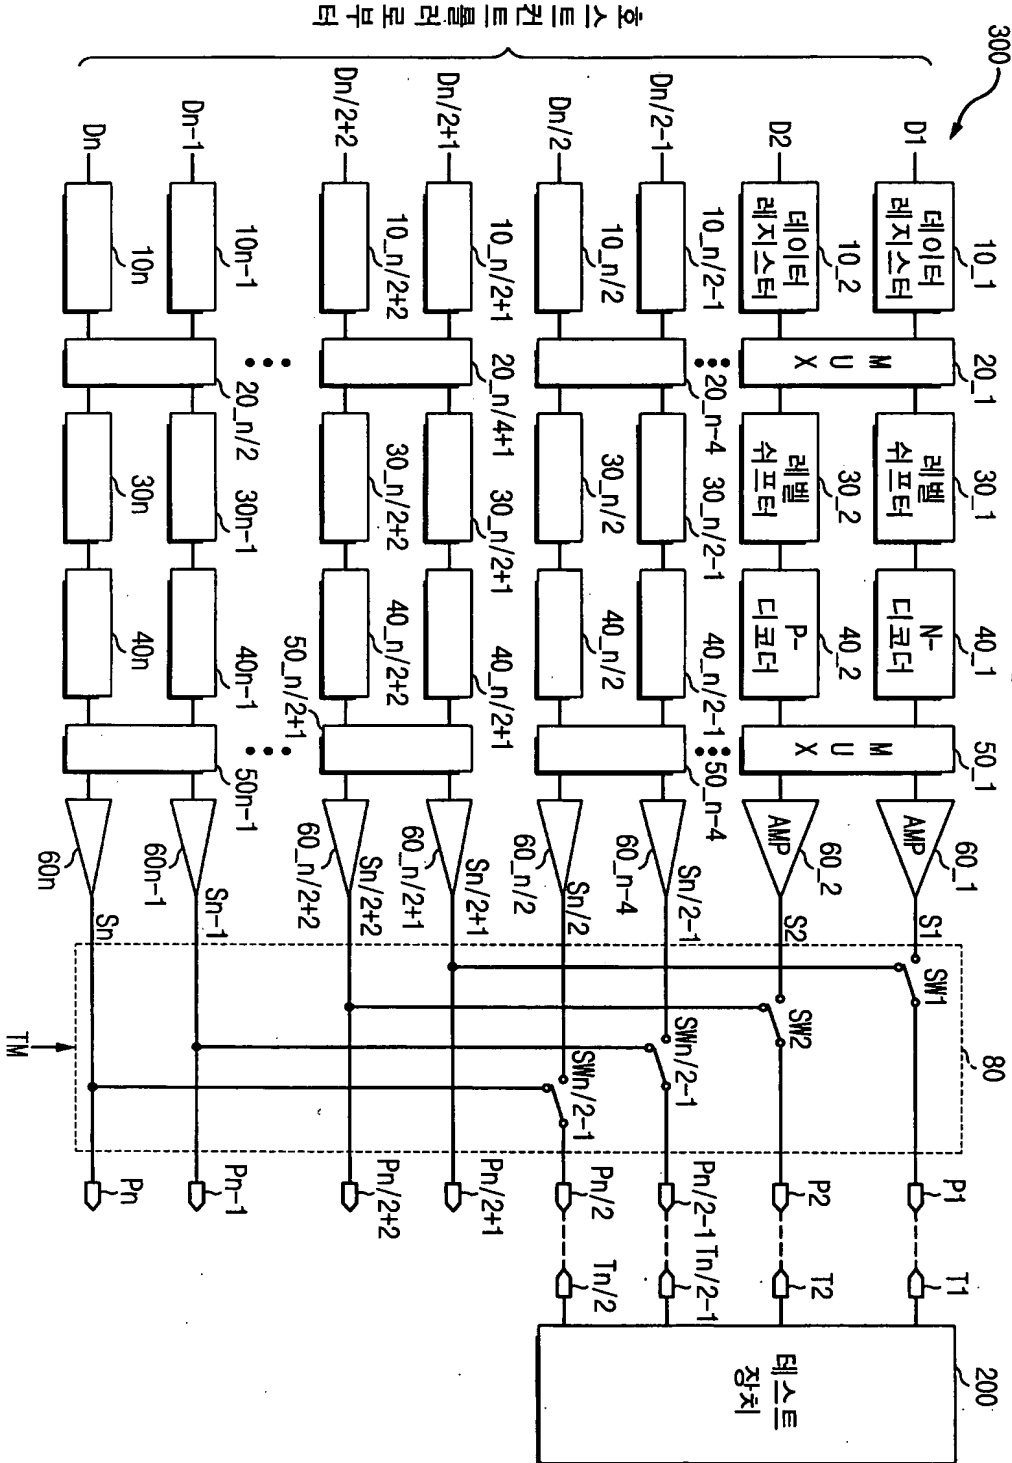 300
호스트컨트롤러로부터
D1
D2
Dn/2-1
Dn/2
Dn/2+1
Dn/2+2
Dn-1
Dn
데이터
레지스터
데이터
레지스터
10_1
10_2
10_n/2-1
10_n/2
10_n/2+1
10_n/2+2
10n-1
10n
MUX
20_1
20_n-4
20_n/4+1
20_n/2
레벨
쉬프터
레벨
쉬프터
30_1
30_2
30_n/2-1
30_n/2
30_n/2+1
30_n/2+2
30n-1
30n
N-
디코더
P-
디코더
40_1
40_2
40_n/2-1
40_n/2
40_n/2+1
40_n/2+2
40n-1
40n
MUX
50_1
50_n-4
50_n/2+1
50n-1
AMP
AMP
60_1
60_2
60_n-4
60_n/2
60_n/2+1
60_n/2+2
60n-1
60n
S1
S2
Sn/2-1
Sn/2
Sn/2+1
Sn/2+2
Sn-1
Sn
SW1
SW2
SWn/2-1
SWn/2-1
80
TM
P1
P2
Pn/2-1
Pn/2
Pn/2+1
Pn/2+2
Pn-1
Pn
T1
T2
Tn/2-1
Tn/2
테스트
장치
200